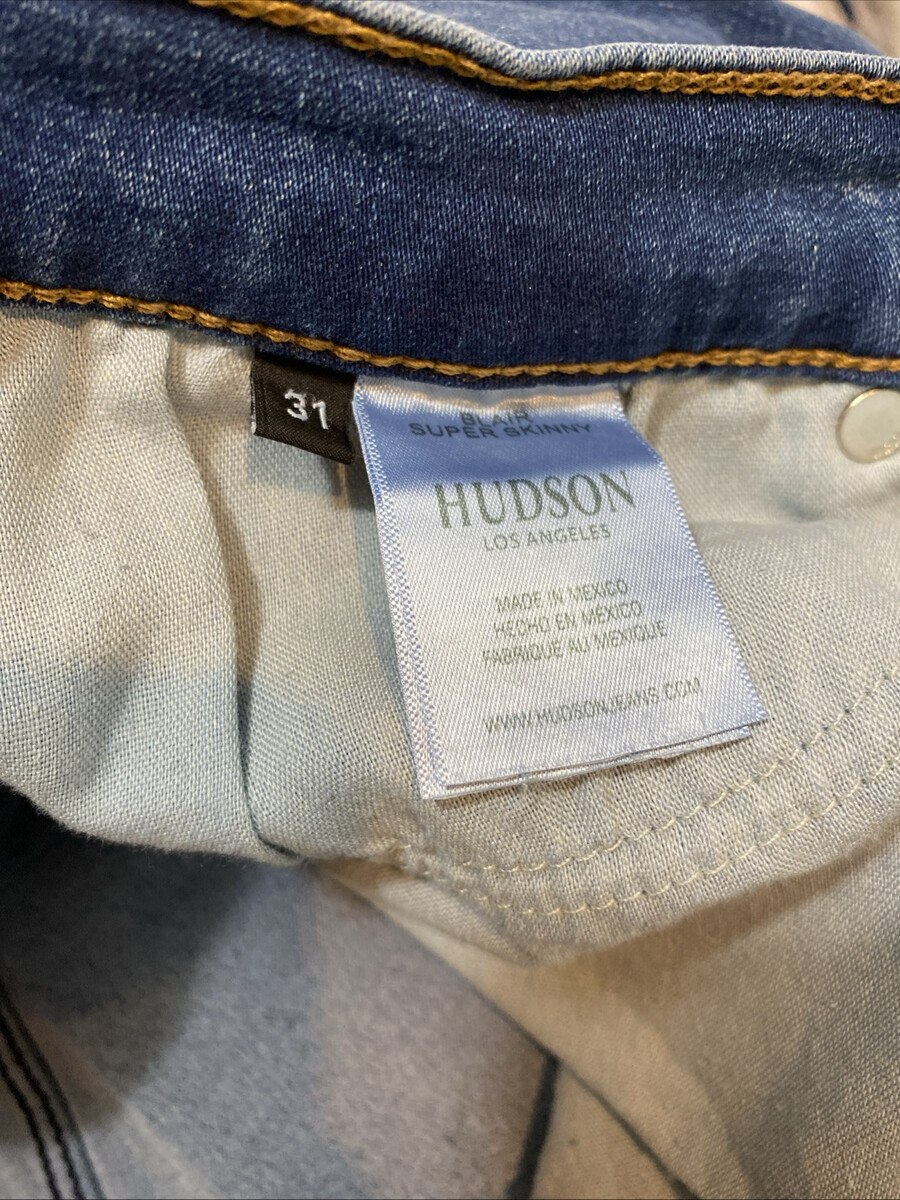 31
BLAIR
SUPER SKINNY
HUDSON
LOS ANGELES
MADE IN MEXICO
HECHO EN MEXICO
FABRIQUE AU MEXIQUE
WWW.HUDSONJEANS.COM